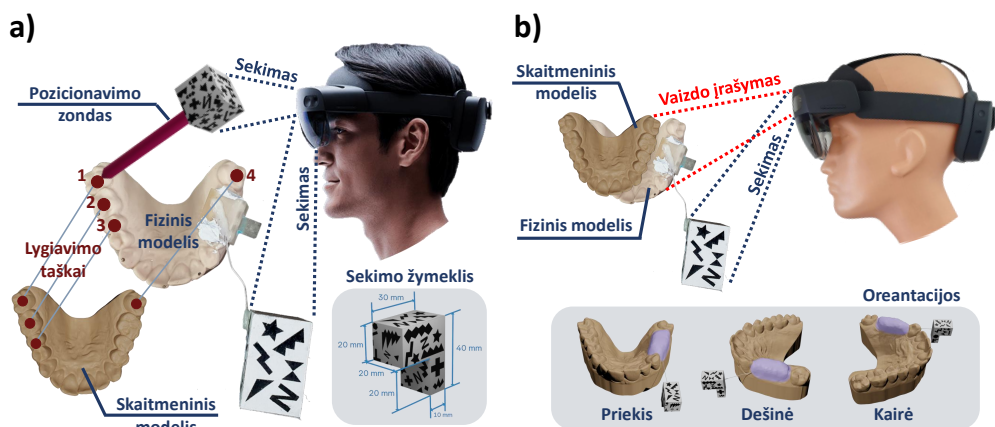 a)
Sekimas
Pozicionavimo
zondas
1
2
3
4
Fizinis
modelis
Lygiavimo
taškai
Sekimas
Skaitmeninis
modelis
Sekimo žymeklis
30 mm
20 mm
40 mm
20 mm
20 mm
10 mm
b)
Skaitmeninis
modelis
Vaizdo įrašymas
Sekimas
Fizinis modelis
Oreantacijos
Priekis
Dešinė
Kairė